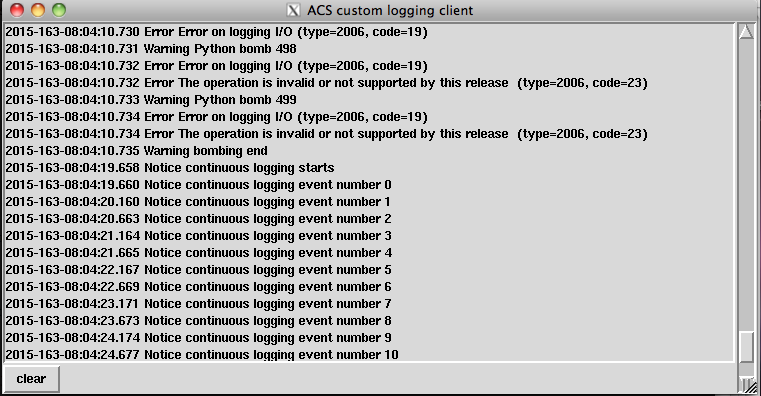 ACS custom logging client
2015-163-08:04:10.730 Error Error on logging I/O (type=2006, code=19)
2015-163-08:04:10.731 Warning Python bomb 498
2015-163-08:04:10.732 Error Error on logging I/O (type=2006, code=19)
2015-163-08:04:10.732 Error The operation is invalid or not supported by this release  (type=2006, code=23)
2015-163-08:04:10.733 Warning Python bomb 499
2015-163-08:04:10.734 Error Error on logging I/O (type=2006, code=19)
2015-163-08:04:10.734 Error The operation is invalid or not supported by this release  (type=2006, code=23)
2015-163-08:04:10.735 Warning bombing end
2015-163-08:04:19.658 Notice continuous logging starts
2015-163-08:04:19.660 Notice continuous logging event number 0
2015-163-08:04:20.160 Notice continuous logging event number 1
2015-163-08:04:20.663 Notice continuous logging event number 2
2015-163-08:04:21.164 Notice continuous logging event number 3
2015-163-08:04:21.665 Notice continuous logging event number 4
2015-163-08:04:22.167 Notice continuous logging event number 5
2015-163-08:04:22.669 Notice continuous logging event number 6
2015-163-08:04:23.171 Notice continuous logging event number 7
2015-163-08:04:23.673 Notice continuous logging event number 8
2015-163-08:04:24.174 Notice continuous logging event number 9
2015-163-08:04:24.677 Notice continuous logging event number 10
clear